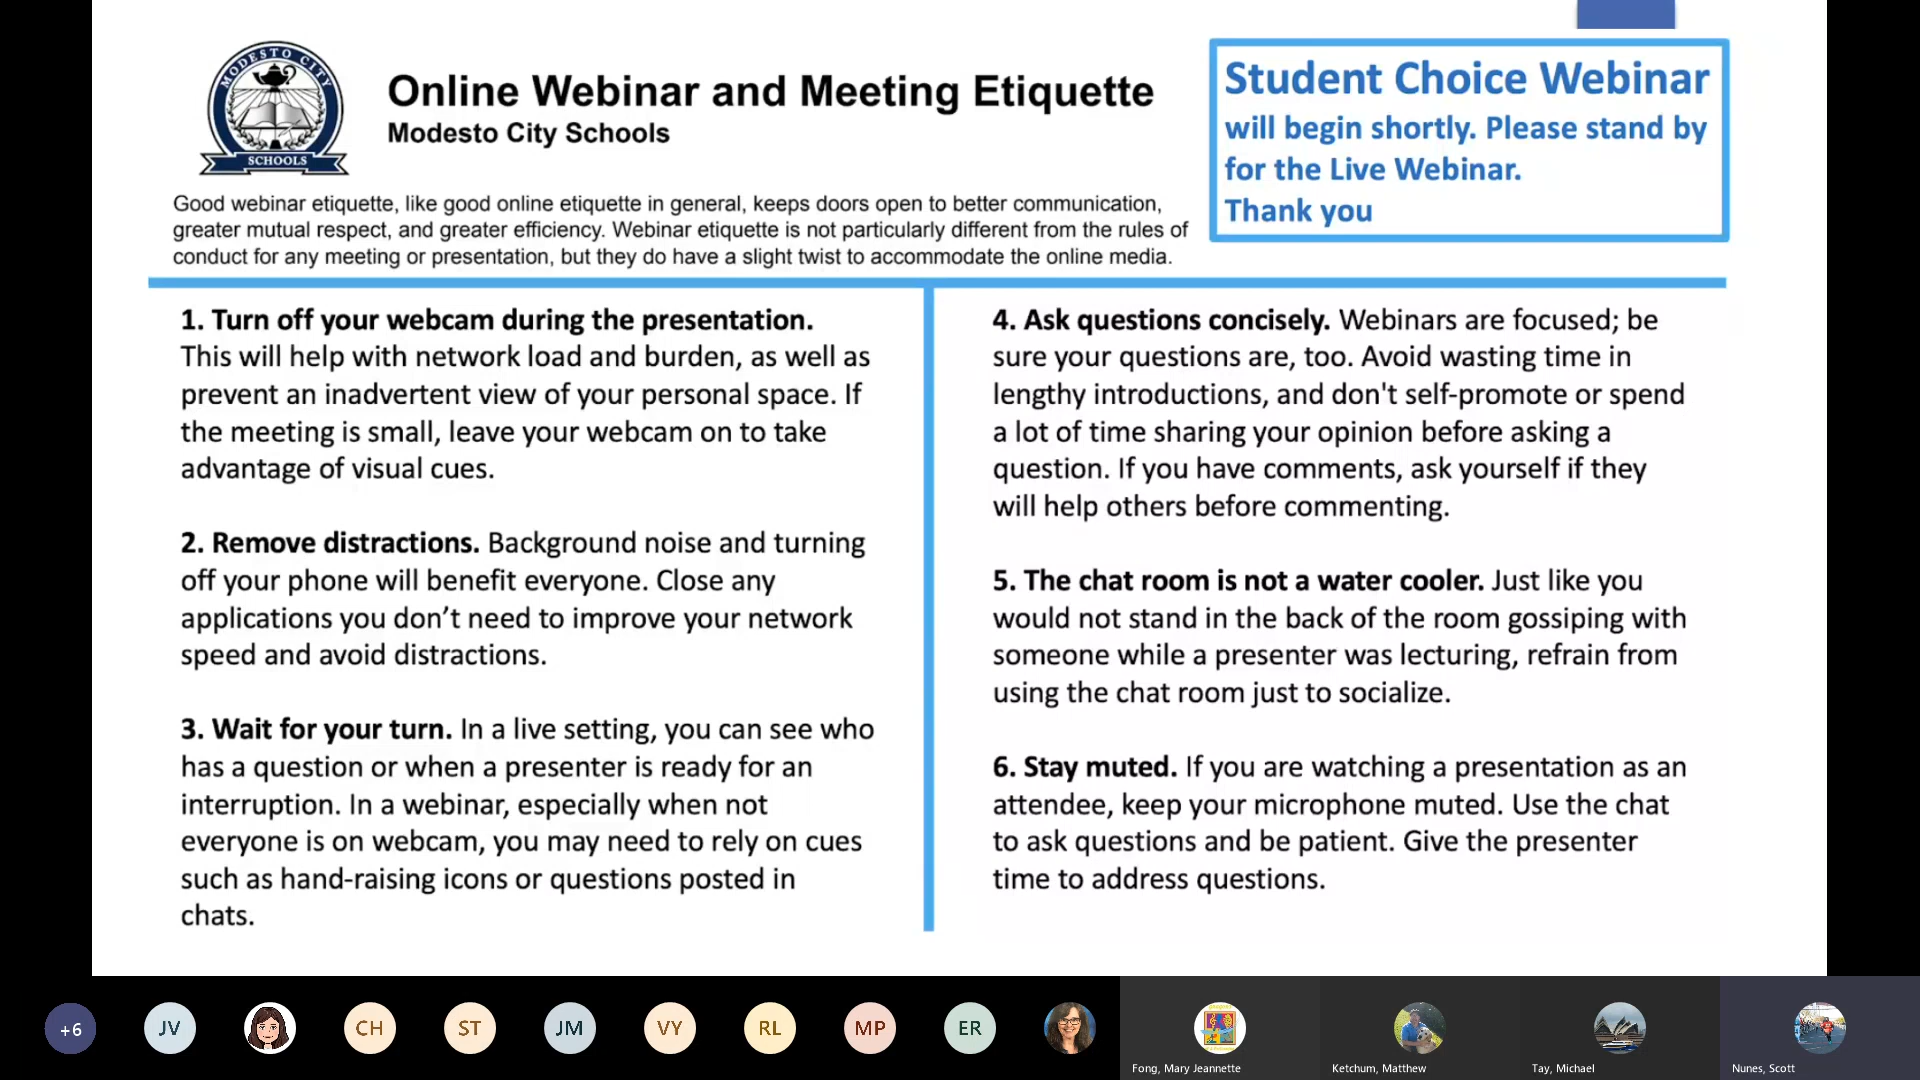 MODESTO CITY
SCHOOLS
Online Webinar and Meeting Etiquette
Modesto City Schools
Student Choice Webinar
will begin shortly. Please stand by
for the Live Webinar.
Thank you
Good webinar etiquette, like good online etiquette in general, keeps doors open to better communication,
greater mutual respect, and greater efficiency. Webinar etiquette is not particularly different from the rules of
conduct for any meeting or presentation, but they do have a slight twist to accommodate the online media.
1. Turn off your webcam during the presentation.
This will help with network load and burden, as well as
prevent an inadvertent view of your personal space. If
the meeting is small, leave your webcam on to take
advantage of visual cues.
2. Remove distractions. Background noise and turning
off your phone will benefit everyone. Close any
applications you don’t need to improve your network
speed and avoid distractions.
3. Wait for your turn. In a live setting, you can see who
has a question or when a presenter is ready for an
interruption. In a webinar, especially when not
everyone is on webcam, you may need to rely on cues
such as hand-raising icons or questions posted in
chats.
4. Ask questions concisely. Webinars are focused; be
sure your questions are, too. Avoid wasting time in
lengthy introductions, and don't self-promote or spend
a lot of time sharing your opinion before asking a
question. If you have comments, ask yourself if they
will help others before commenting.
5. The chat room is not a water cooler. Just like you
would not stand in the back of the room gossiping with
someone while a presenter was lecturing, refrain from
using the chat room just to socialize.
6. Stay muted. If you are watching a presentation as an
attendee, keep your microphone muted. Use the chat
to ask questions and be patient. Give the presenter
time to address questions.
+6 JV CH ST JM VY RL MP ER
Fong, Mary Jeannette Ketchum, Matthew Tay, Michael Nunes, Scott